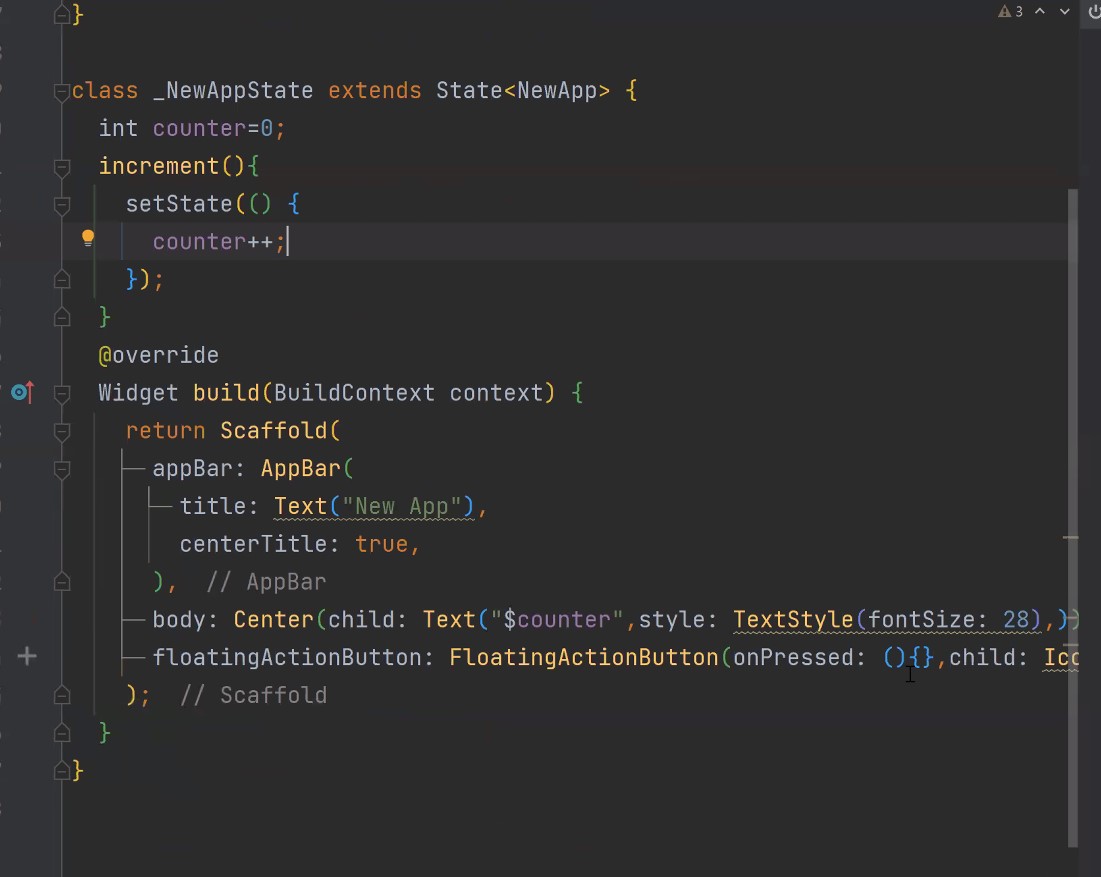 }
3
class _NewAppState extends State<NewApp> {
int counter=0;
increment(){
setState(() {
counter++;
});
}
@override
Widget build(BuildContext context) {
return Scaffold(
appBar: AppBar(
title: Text("New App"),
centerTitle: true,
), // AppBar
body: Center(child: Text("$counter",style: TextStyle(fontSize: 28),))
floatingActionButton: FloatingActionButton(onPressed: (){},child:
); // Scaffold
}
}